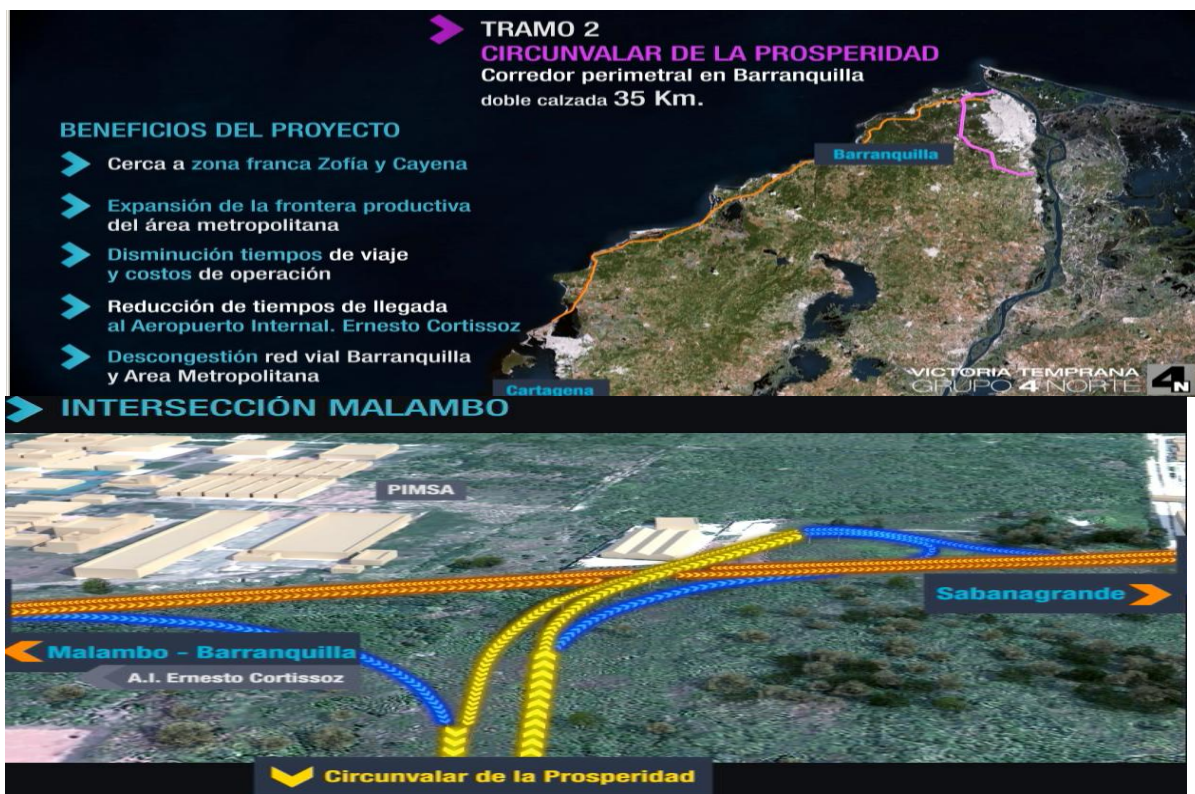 TRAMO 2
CIRCUNVALAR DE LA PROSPERIDAD
Corredor perimetral en Barranquilla
doble calzada 35 Km.
BENEFICIOS DEL PROYECTO
Cerca a zona franca Zofía y Cayena
Expansión de la frontera productiva
del área metropolitana
Disminución tiempos de viaje
y costos de operación
Reducción de tiempos de llegada
al Aeropuerto Internal. Ernesto Cortissoz
Descongestión red vial Barranquilla
y Area Metropolitana
Barranquilla
Cartagena
VICTORIA TEMPRANA
GRUPO 4 NORTE
4N
INTERSECCIÓN MALAMBO
PIMSA
Sabanagrande
Malambo - Barranquilla
A.I. Ernesto Cortissoz
Circunvalar de la Prosperidad